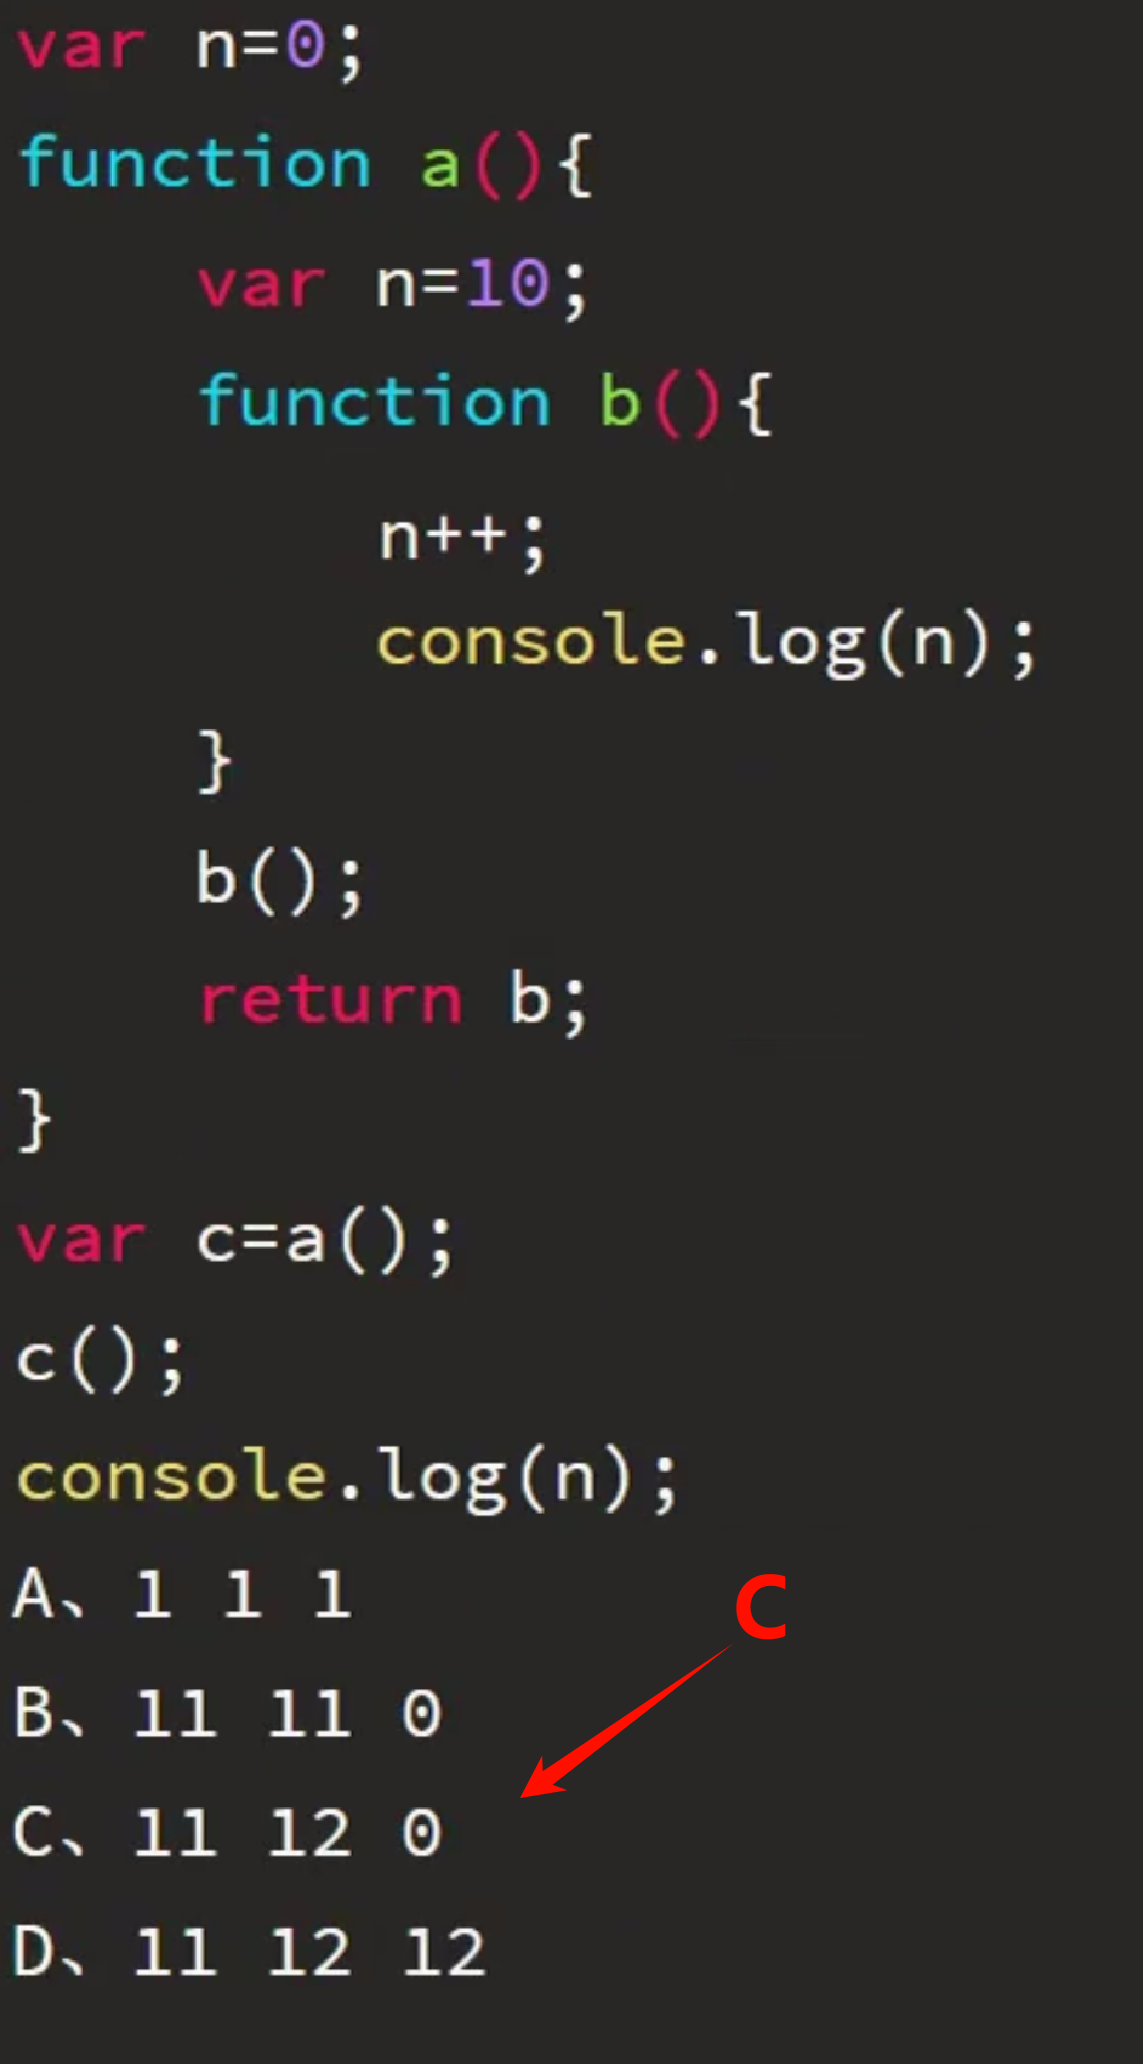 var n=0;
function a(){
var n=10;
function b(){
n++;
console.log(n);
}
b();
return b;
}
var c=a();
c();
console.log(n);
A、1 1 1
C
B、11 11 0
C、11 12 0
D、11 12 12